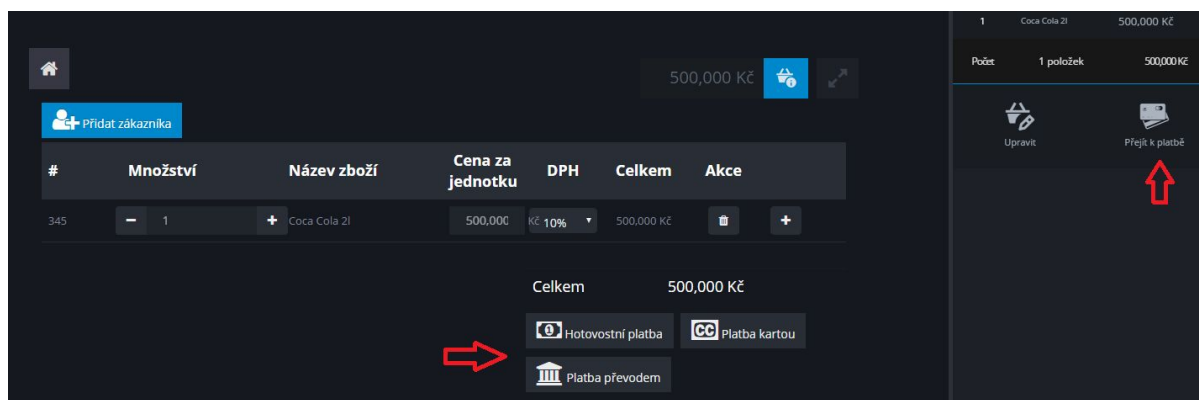 500,000 Kč
Přidat zákazníka
# Množství Název zboží Cena za jednotku DPH Celkem Akce
345 − 1 + Coca Cola 2l 500,000 Kč 10% 500,000 Kč +
Celkem 500,000 Kč
Hotovostní platba CC Platba kartou
Platba převodem
1 Coca Cola 2l 500,000 Kč
Počet 1 položek 500,000 Kč
Upravit Přejít k platbě